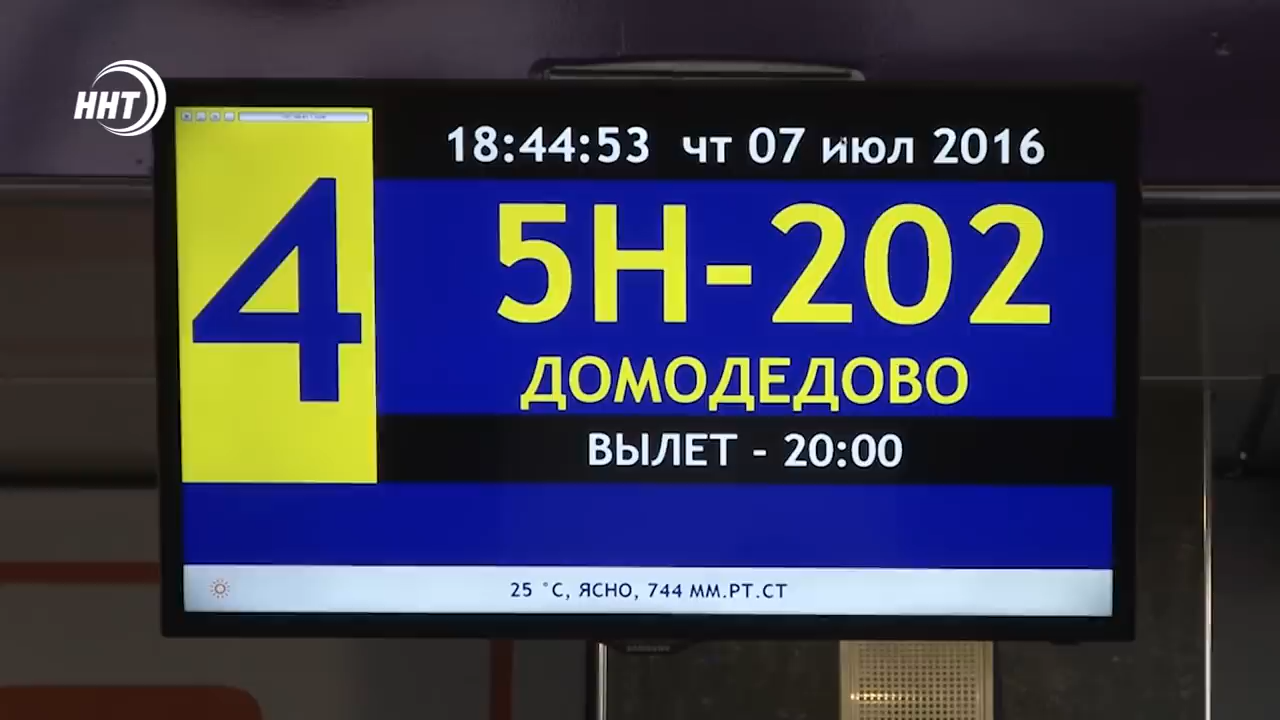 ННТ
18:44:53 чт 07 июл 2016
4
5Н-202
ДОМОДЕДОВО
ВЫЛЕТ - 20:00
25 °C, ЯСНО, 744 ММ.РТ.СТ
SAMSUNG